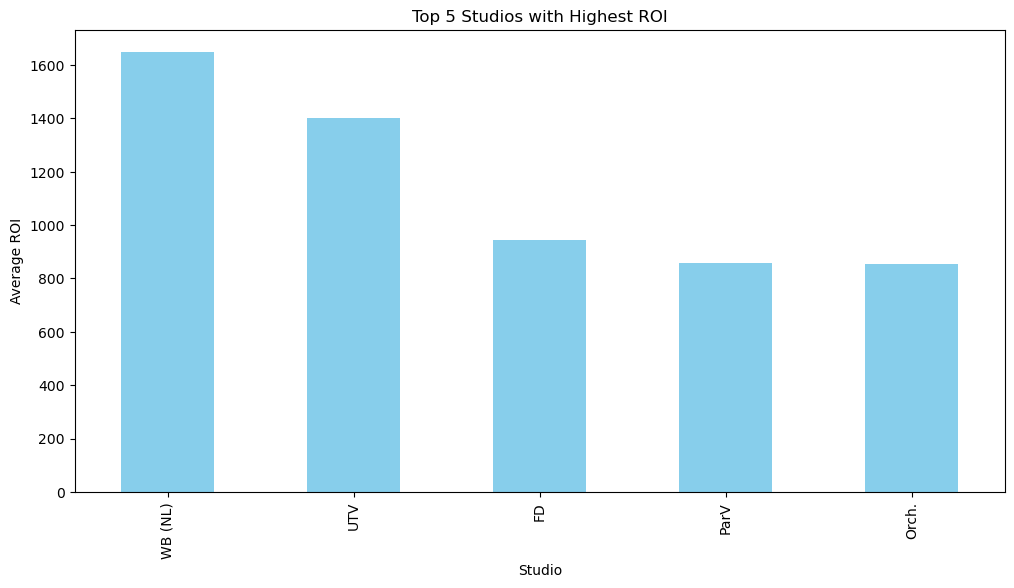 Top 5 Studios with Highest ROI
Average ROI
1600
1400
1200
1000
800
600
400
200
0
WB (NL)
UTV
FD
ParV
Orch.
Studio